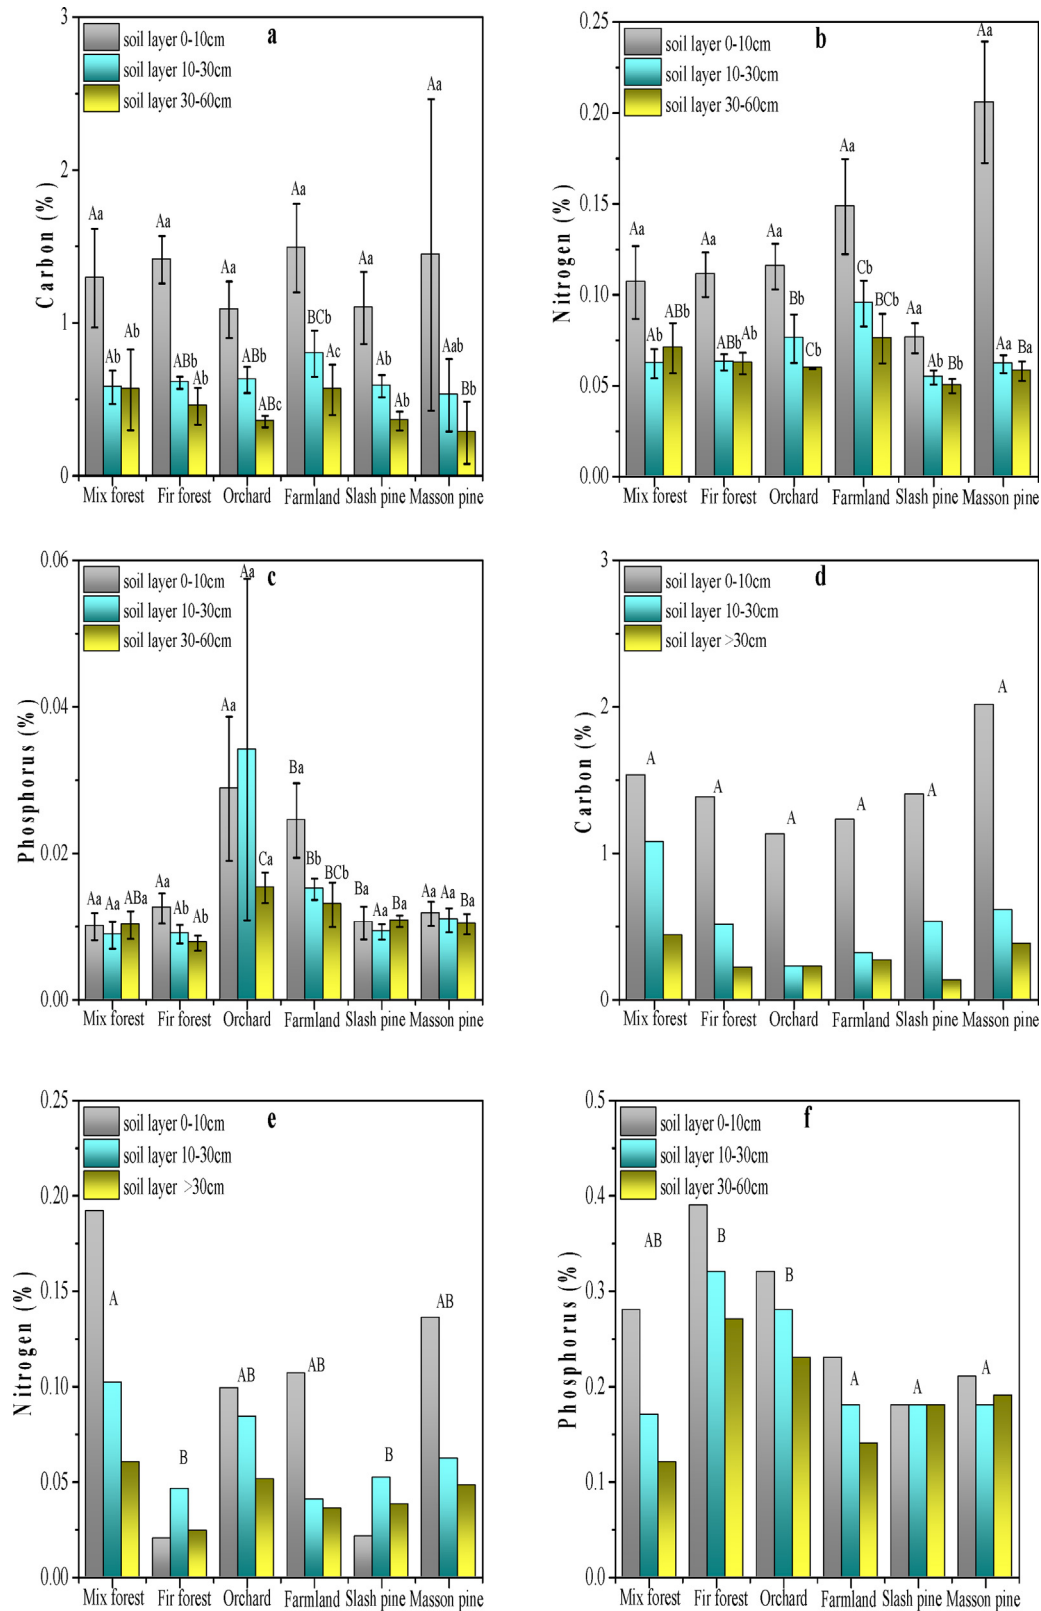 a
soil layer 0-10cm
soil layer 10-30cm
soil layer 30-60cm
Carbon (%)
3
2
1
0
Aa Ab Ab
Aa ABb Ab
Aa ABb ABc
Aa BCb Ac
Aa Ab Ab
Aa Aab Bb
Mix forest Fir forest Orchard Farmland Slash pine Masson pine
b
soil layer 0-10cm
soil layer 10-30cm
soil layer 30-60cm
Nitrogen (%)
0.25
0.20
0.15
0.10
0.05
0.00
Aa Ab ABb
Aa ABb Ab
Aa Bb Cb
Aa Cb BCb
Aa Ab Bb
Aa Aa Ba
Mix forest Fir forest Orchard Farmland Slash pine Masson pine
c
soil layer 0-10cm
soil layer 10-30cm
soil layer 30-60cm
Phosphorus (%)
0.06
0.04
0.02
0.00
Aa Aa ABa
Aa Ab Ab
Aa Aa Ca
Ba Bb BCb
Ba Aa Ba
Aa Aa Ba
Mix forest Fir forest Orchard Farmland Slash pine Masson pine
d
soil layer 0-10cm
soil layer 10-30cm
soil layer >30cm
Carbon (%)
3
2
1
0
A A A A A A
Mix forest Fir forest Orchard Farmland Slash pine Masson pine
e
soil layer 0-10cm
soil layer 10-30cm
soil layer >30cm
Nitrogen (%)
0.25
0.20
0.15
0.10
0.05
0.00
A B AB AB B AB
Mix forest Fir forest Orchard Farmland Slash pine Masson pine
f
soil layer 0-10cm
soil layer 10-30cm
soil layer 30-60cm
Phosphorus (%)
0.5
0.4
0.3
0.2
0.1
0.0
AB B B A A A
Mix forest Fir forest Orchard Farmland Slash pine Masson pine